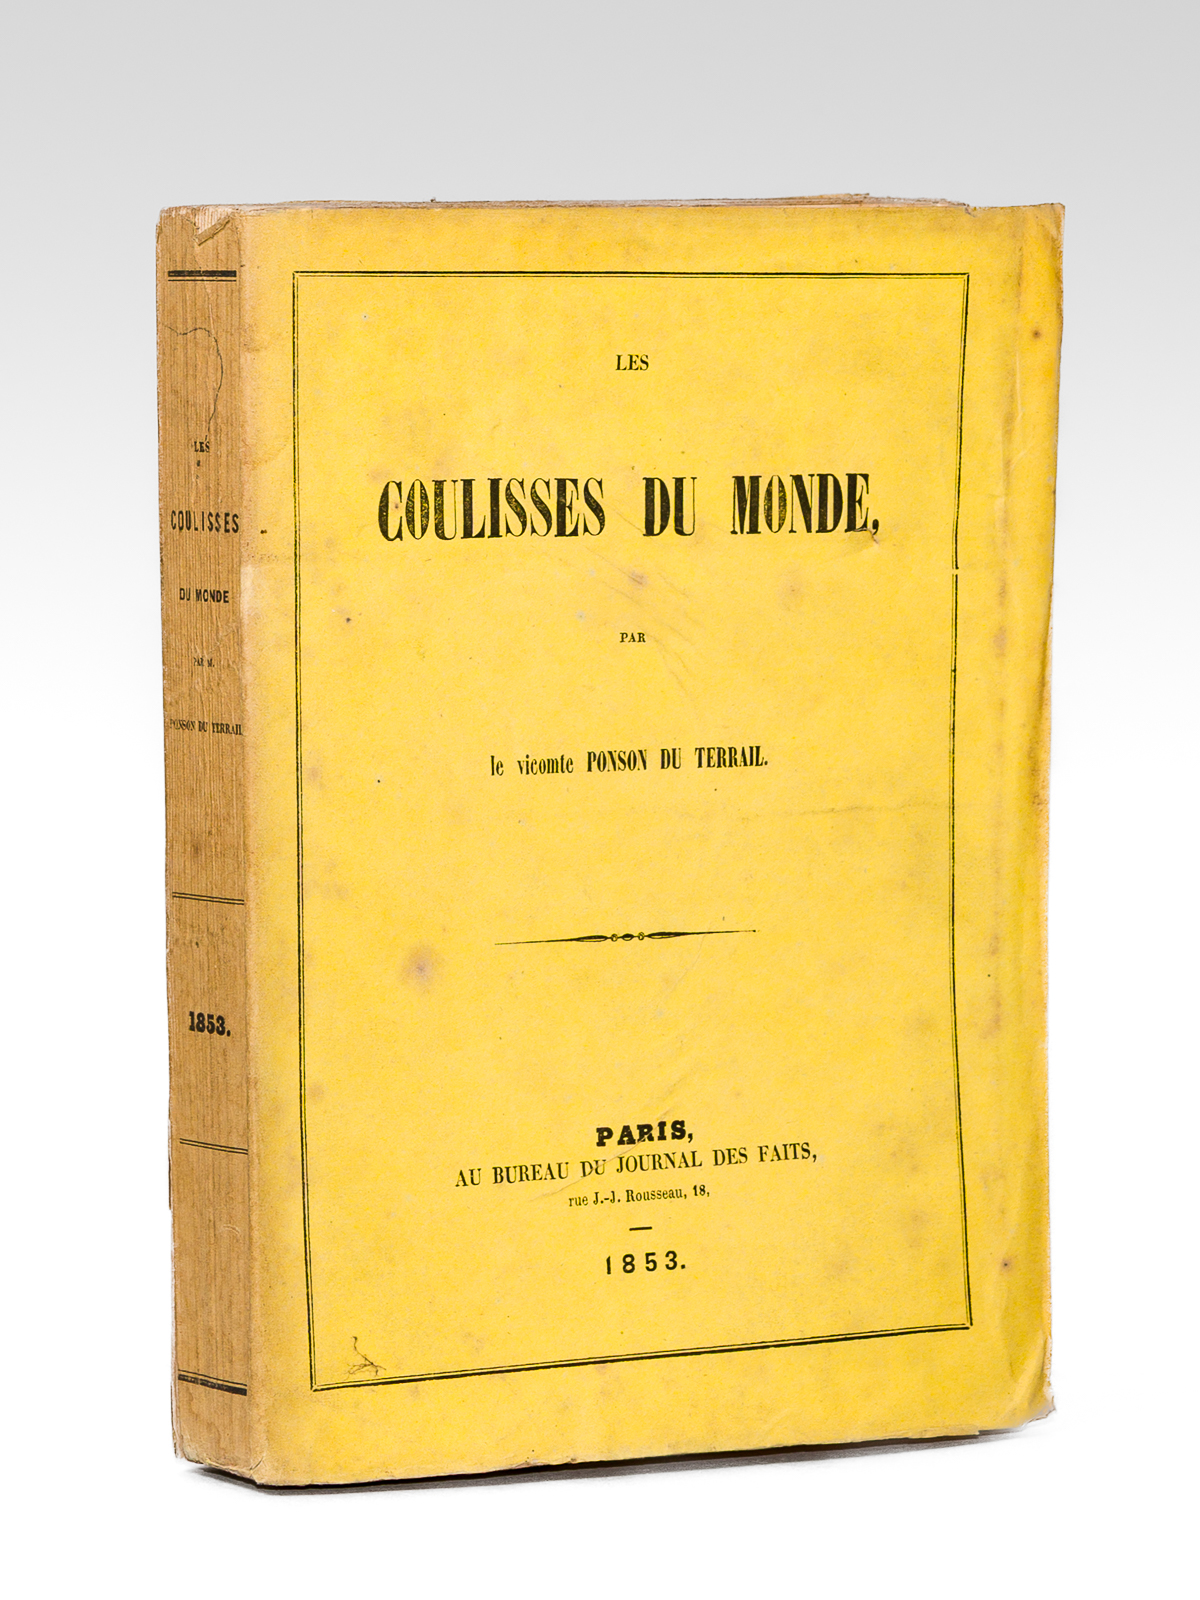 LES
COULISSES
DU MONDE
PAR M.
PONSON DU TERRAIL
1853.
LES
COULISSES DU MONDE,
PAR
le vicomte PONSON DU TERRAIL.
PARIS,
AU BUREAU DU JOURNAL DES FAITS,
rue J.-J. Rousseau, 18,
1853.